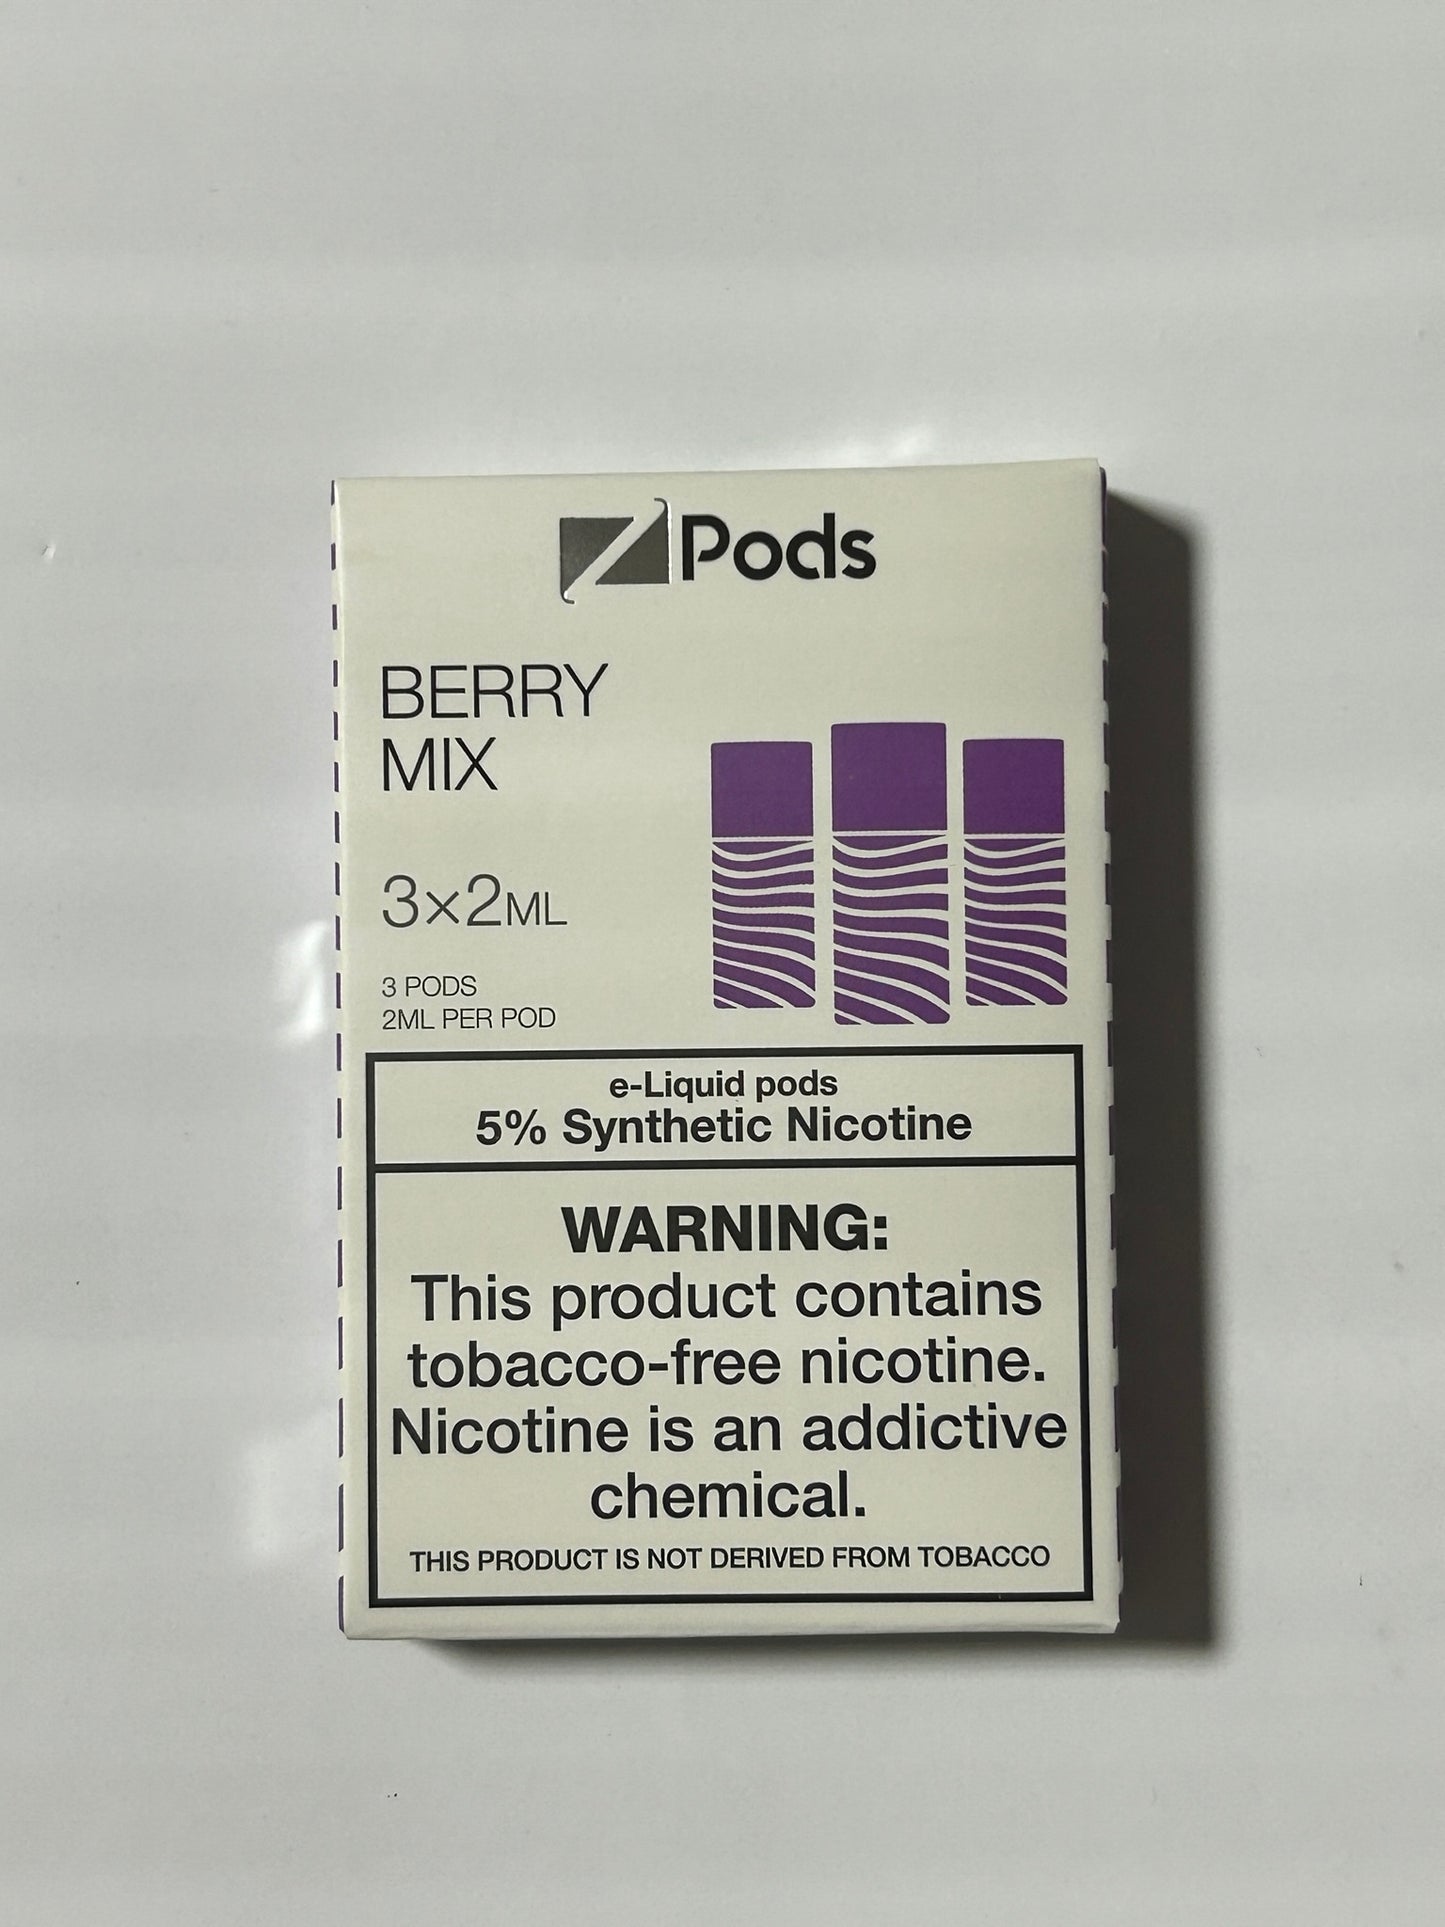 Z Pods
BERRY
MIX
3×2ML
3 PODS
2ML PER POD
e-Liquid pods
5% Synthetic Nicotine
WARNING:
This product contains
tobacco-free nicotine.
Nicotine is an addictive
chemical.
THIS PRODUCT IS NOT DERIVED FROM TOBACCO